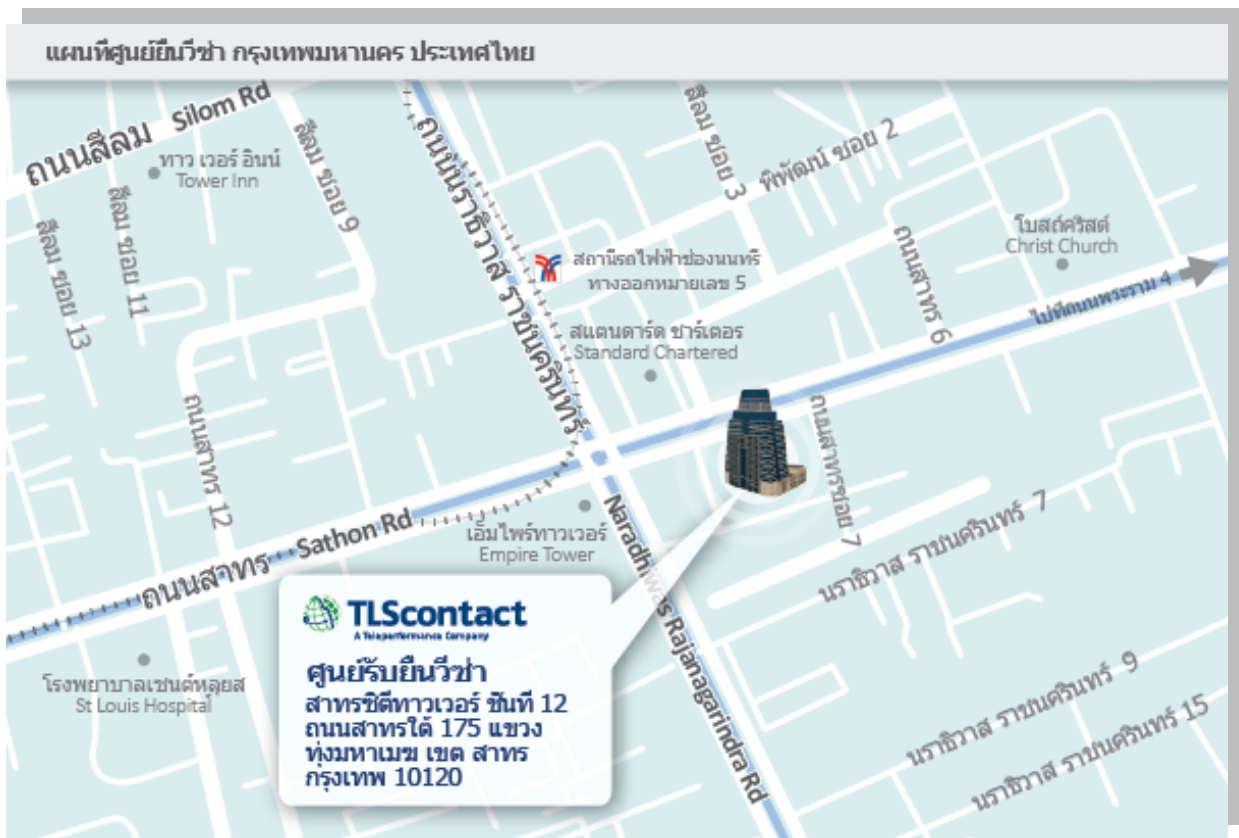 แผนที่ศูนย์ยื่นวีซ่า กรุงเทพมหานคร ประเทศไทย
ถนนสีลม Silom Rd
ทาว เวอร์ อินน์
Tower Inn
สีลม ซอย 9
สีลม ซอย 11
สีลม ซอย 13
ถนนนราธิวาส ราชนครินทร์
สีลม ซอย 3
พิพัฒน์ ซอย 2
โบสถ์คริสต์
Christ Church
สถานีรถไฟฟ้าช่องนนทรี
ทางออกหมายเลข 5
ถนนสาทร 6
ไปที่ถนนพระราม 4
สแตนดาร์ด ชาร์เตอร
Standard Chartered
ถนนสาทร 12
ถนนสาทรซอย 7
ถนนสาทร Sathon Rd
เอ็มไพร์ทาวเวอร์
Empire Tower
Naradhiwas Rajanagarindra Rd
นราธิวาส ราชนครินทร์ 7
นราธิวาส ราชนครินทร์ 9
นราธิวาส ราชนครินทร์ 15
โรงพยาบาลเซนต์หลุยส
St Louis Hospital
TLScontact
A Teleperformance Company
ศูนย์รับยื่นวีซ่า
สาทรซิตี้ทาวเวอร์ ชั้นที่ 12
ถนนสาทรใต้ 175 แขวง
ทุ่งมหาเมฆ เขต สาทร
กรุงเทพ 10120